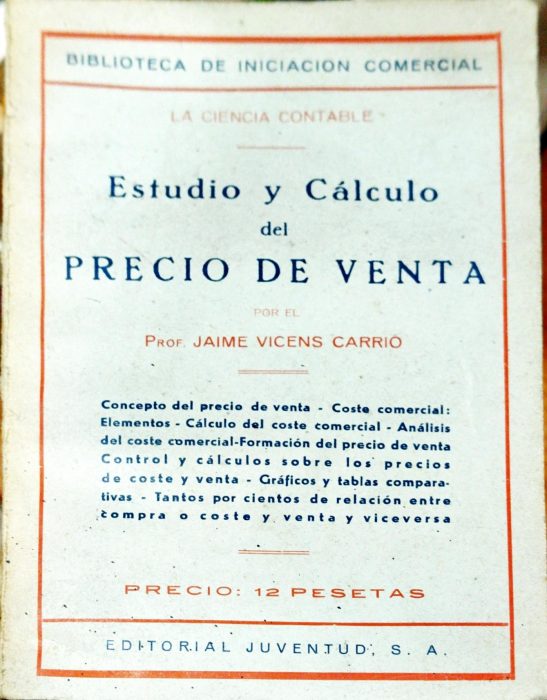 BIBLIOTECA DE INICIACION COMERCIAL
LA CIENCIA CONTABLE
Estudio y Cálculo
del
PRECIO DE VENTA
POR EL
PROF. JAIME VICENS CARRIÓ
Concepto del precio de venta - Coste comercial:
Elementos - Cálculo del coste comercial - Análisis
del coste comercial-Formación del precio de venta
Control y cálculos sobre los precios
de coste y venta - Gráficos y tablas compara-
tivas - Tantos por cientos de relación entre
compra o coste y venta y viceversa
PRECIO: 12 PESETAS
EDITORIAL JUVENTUD, S. A.